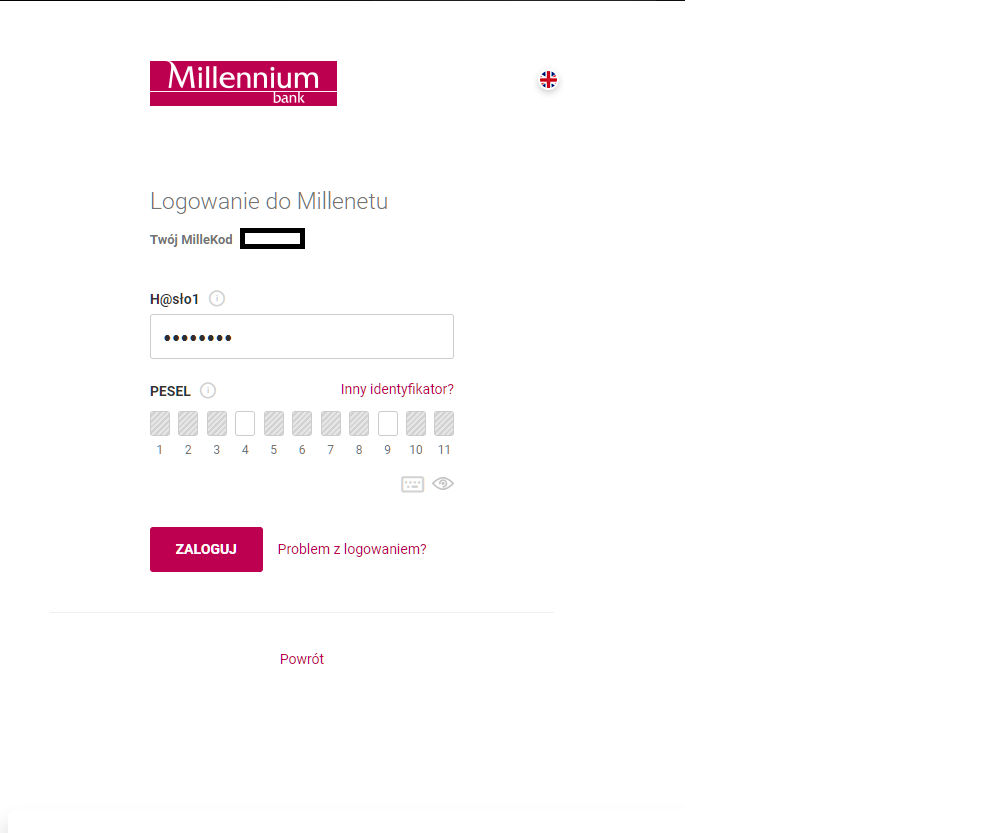 Millennium
bank
Logowanie do Millenetu
Twój MilleKod
H@sło1
••••••••
PESEL
Inny identyfikator?
1 2 3 4 5 6 7 8 9 10 11
ZALOGUJ
Problem z logowaniem?
Powrót